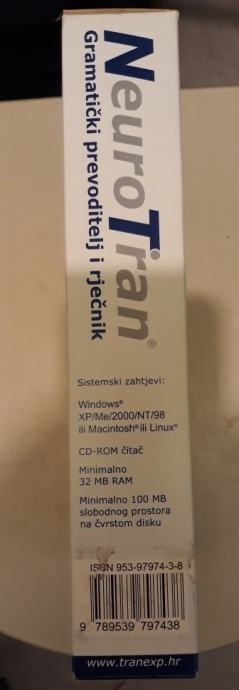 NeuroTran®
Gramatički prevoditelj i rječnik
Sistemski zahtjevi:
Windows®
XP/Me/2000/NT/98
ili Macintosh® ili Linux®
CD-ROM čitač
Minimalno
32 MB RAM
Minimalno 100 MB
slobodnog prostora
na čvrstom disku
ISBN 953-97974-3-8
9 789539 797438
www.tranexp.hr